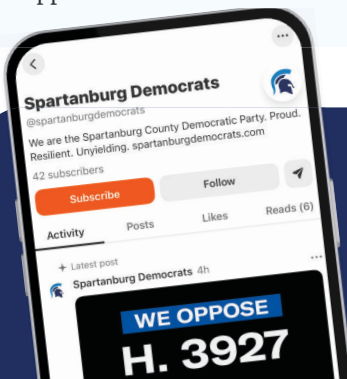 Spartanburg Democrats
@spartanburgdemocrats
We are the Spartanburg County Democratic Party. Proud.
Resilient. Unyielding. spartanburgdemocrats.com
42 subscribers
Subscribe
Follow
Activity
Posts
Likes
Reads (6)
Latest post
Spartanburg Democrats 4h
WE OPPOSE
H. 3927